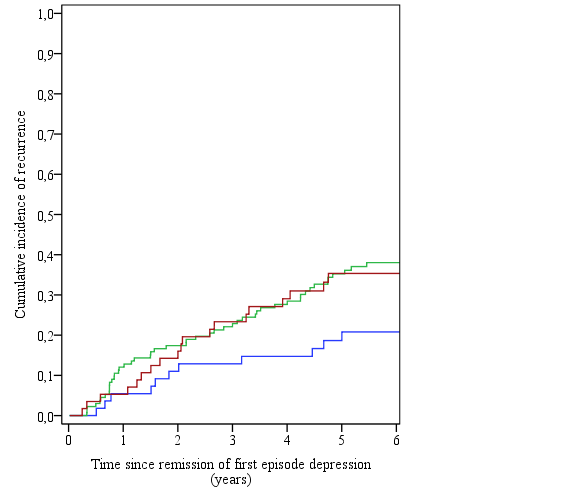 1,0
0,9
0,8
0,7
0,6
0,5
0,4
0,3
0,2
0,1
0,0
Cumulative incidence of recurrence
0 1 2 3 4 5 6
Time since remission of first episode depression
(years)